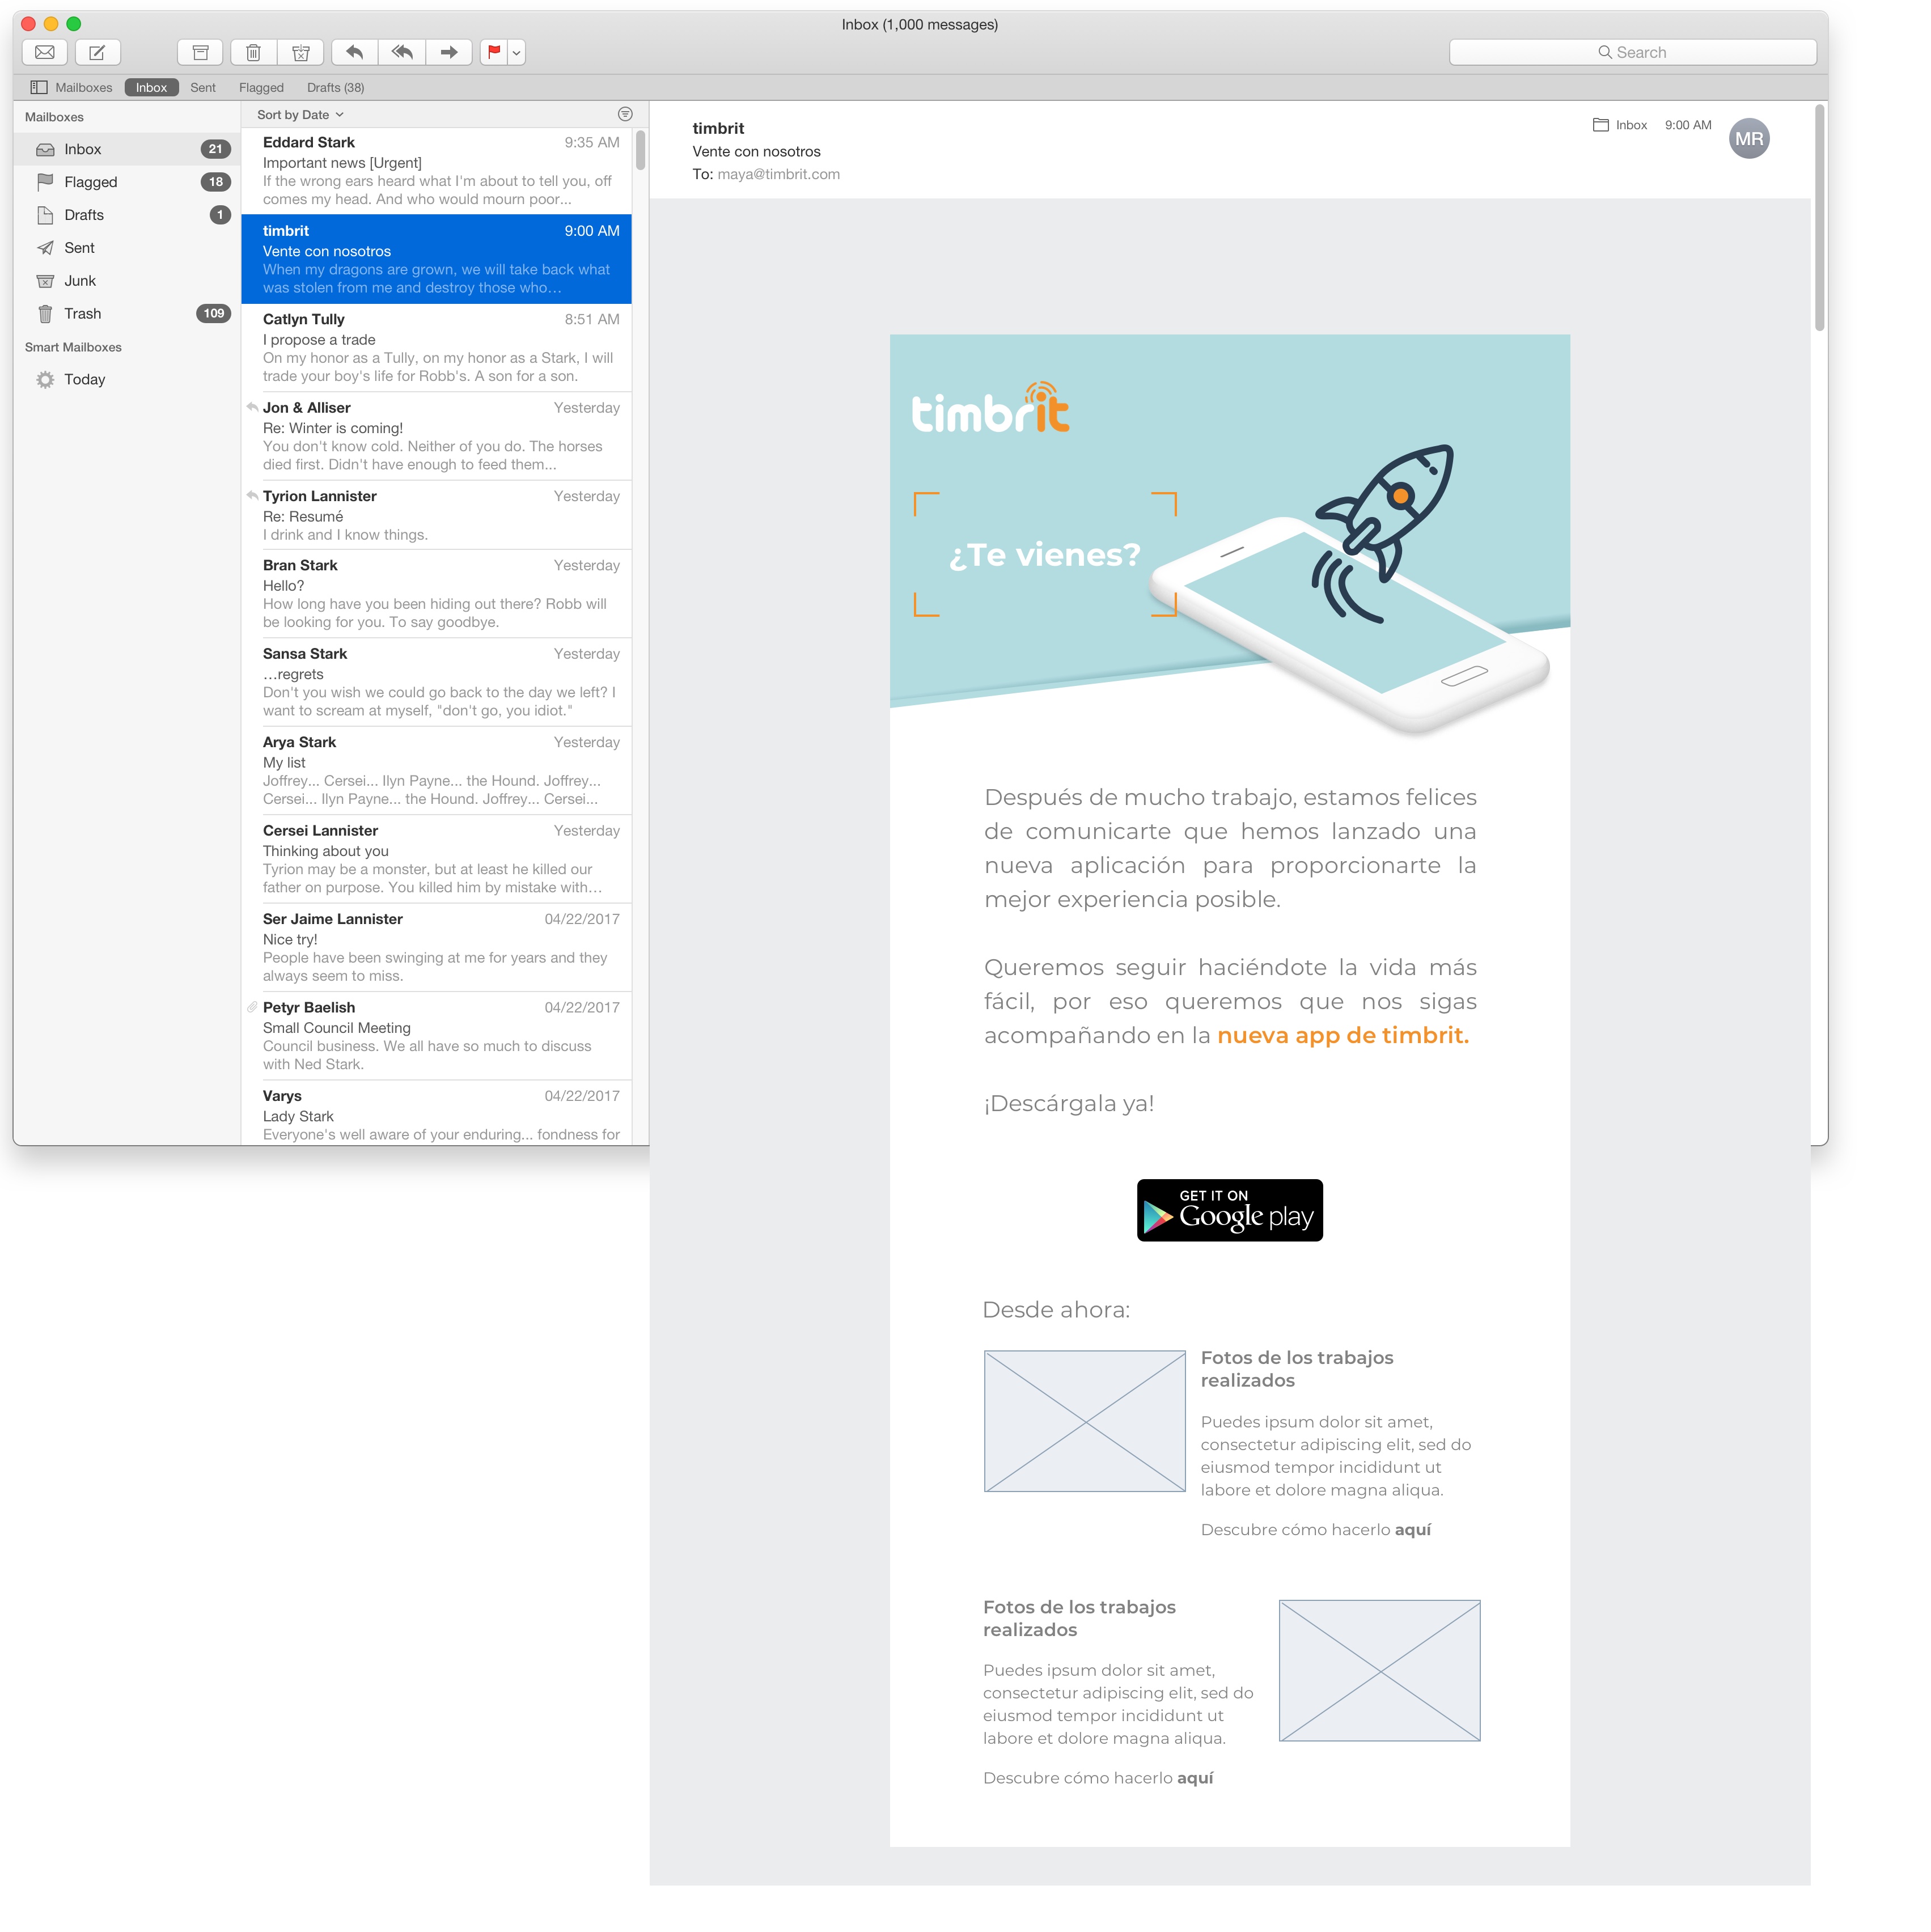 Inbox (1,000 messages)
Search
Mailboxes Inbox Sent Flagged Drafts (38)
Mailboxes
Inbox 21
Flagged 18
Drafts 1
Sent
Junk
Trash 109
Smart Mailboxes
Today
Sort by Date
Eddard Stark 9:35 AM
Important news [Urgent]
If the wrong ears heard what I'm about to tell you, off
comes my head. And who would mourn poor...
timbrit 9:00 AM
Vente con nosotros
When my dragons are grown, we will take back what
was stolen from me and destroy those who…
Catlyn Tully 8:51 AM
I propose a trade
On my honor as a Tully, on my honor as a Stark, I will
trade your boy's life for Robb's. A son for a son.
Jon & Alliser Yesterday
Re: Winter is coming!
You don't know cold. Neither of you do. The horses
died first. Didn't have enough to feed them...
Tyrion Lannister Yesterday
Re: Resumé
I drink and I know things.
Bran Stark Yesterday
Hello?
How long have you been hiding out there? Robb will
be looking for you. To say goodbye.
Sansa Stark Yesterday
…regrets
Don't you wish we could go back to the day we left? I
want to scream at myself, "don't go, you idiot."
Arya Stark Yesterday
My list
Joffrey... Cersei... Ilyn Payne... the Hound. Joffrey...
Cersei... Ilyn Payne... the Hound. Joffrey... Cersei...
Cersei Lannister Yesterday
Thinking about you
Tyrion may be a monster, but at least he killed our
father on purpose. You killed him by mistake with…
Ser Jaime Lannister 04/22/2017
Nice try!
People have been swinging at me for years and they
always seem to miss.
Petyr Baelish 04/22/2017
Small Council Meeting
Council business. We all have so much to discuss
with Ned Stark.
Varys 04/22/2017
Lady Stark
Everyone's well aware of your enduring... fondness for
timbrit
Vente con nosotros
To: maya@timbrit.com
Inbox 9:00 AM MR
timbrit
¿Te vienes?
Después de mucho trabajo, estamos felices
de comunicarte que hemos lanzado una
nueva aplicación para proporcionarte la
mejor experiencia posible.
Queremos seguir haciéndote la vida más
fácil, por eso queremos que nos sigas
acompañando en la nueva app de timbrit.
¡Descárgala ya!
GET IT ON
Google play
Desde ahora:
Fotos de los trabajos
realizados
Puedes ipsum dolor sit amet,
consectetur adipiscing elit, sed do
eiusmod tempor incididunt ut
labore et dolore magna aliqua.
Descubre cómo hacerlo aquí
Fotos de los trabajos
realizados
Puedes ipsum dolor sit amet,
consectetur adipiscing elit, sed do
eiusmod tempor incididunt ut
labore et dolore magna aliqua.
Descubre cómo hacerlo aquí